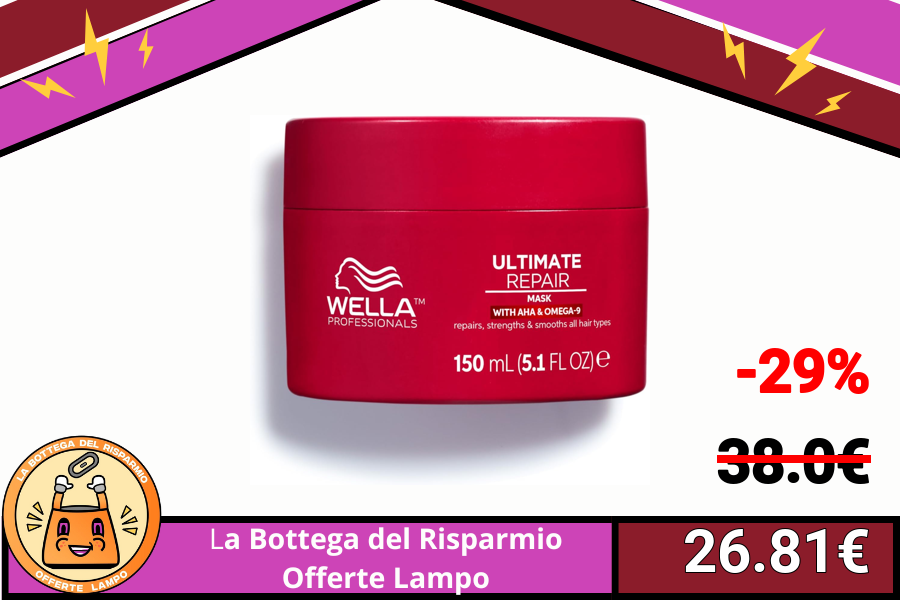 WELLA™
PROFESSIONALS
ULTIMATE
REPAIR
MASK
WITH AHA & OMEGA-9
repairs, strengths & smooths all hair types
150 mL (5.1 FL OZ) ℮
-29%
38.0€
LA BOTTEGA DEL RISPARMIO
OFFERTE LAMPO
La Bottega del Risparmio
Offerte Lampo
26.81€